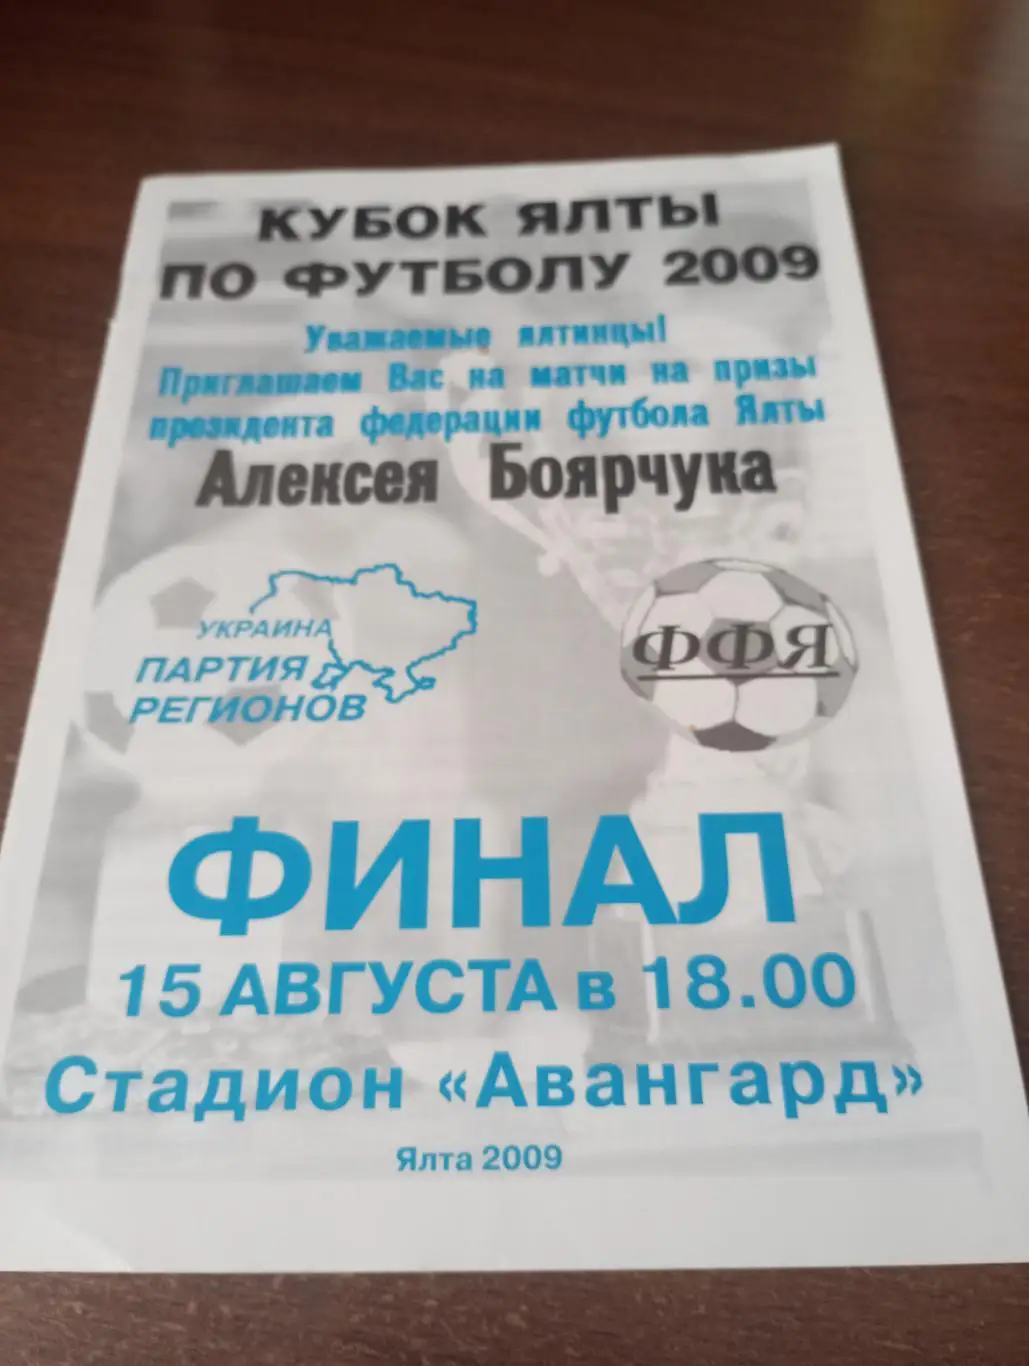 КУБОК ЯЛТЫ
ПО ФУТБОЛУ 2009
Уважаемые ялтинцы!
Приглашаем Вас на матчи на призы
президента федерации футбола Ялты
Алексея Боярчука
УКРАИНА
ПАРТИЯ
РЕГИОНОВ
ФФЯ
ФИНАЛ
15 АВГУСТА в 18.00
Стадион «Авангард»
Ялта 2009